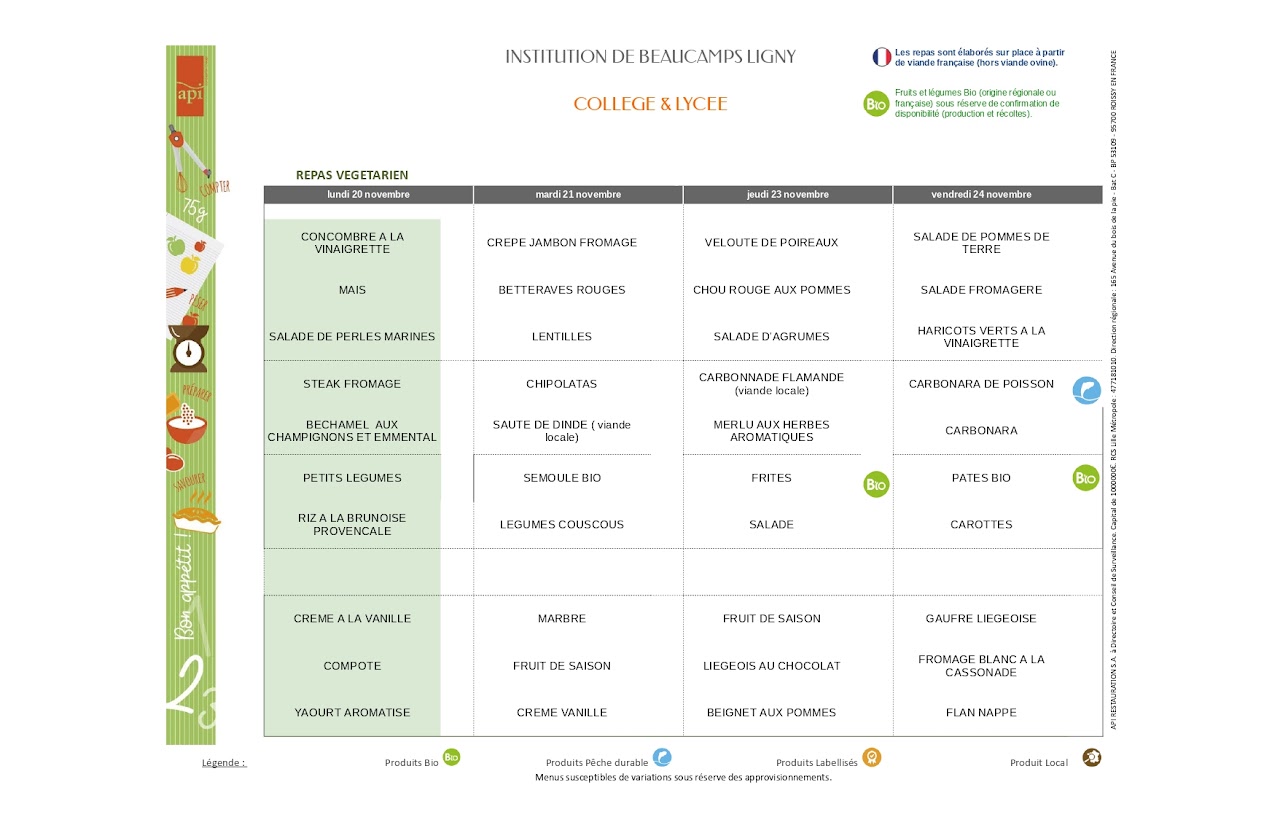 INSTITUTION DE BEAUCAMPS LIGNY
COLLEGE & LYCEE
Les repas sont élaborés sur place à partir
de viande française (hors viande ovine).
BIO
Fruits et légumes Bio (origine régionale ou
française) sous réserve de confirmation de
disponibilité (production et récoltes).
api
COMPTER
75g
PESER
PRÉPARER
SAVOURER
Bon appétit !
1
2
3
REPAS VEGETARIEN
lundi 20 novembre
mardi 21 novembre
jeudi 23 novembre
vendredi 24 novembre
CONCOMBRE A LA
VINAIGRETTE
CREPE JAMBON FROMAGE
VELOUTE DE POIREAUX
SALADE DE POMMES DE
TERRE
MAIS
BETTERAVES ROUGES
CHOU ROUGE AUX POMMES
SALADE FROMAGERE
SALADE DE PERLES MARINES
LENTILLES
SALADE D'AGRUMES
HARICOTS VERTS A LA
VINAIGRETTE
STEAK FROMAGE
CHIPOLATAS
CARBONNADE FLAMANDE
(viande locale)
CARBONARA DE POISSON
BECHAMEL AUX
CHAMPIGNONS ET EMMENTAL
SAUTE DE DINDE ( viande
locale)
MERLU AUX HERBES
AROMATIQUES
CARBONARA
PETITS LEGUMES
SEMOULE BIO
FRITES
BIO
PATES BIO
BIO
RIZ A LA BRUNOISE
PROVENCALE
LEGUMES COUSCOUS
SALADE
CAROTTES
CREME A LA VANILLE
MARBRE
FRUIT DE SAISON
GAUFRE LIEGEOISE
COMPOTE
FRUIT DE SAISON
LIEGEOIS AU CHOCOLAT
FROMAGE BLANC A LA
CASSONADE
YAOURT AROMATISE
CREME VANILLE
BEIGNET AUX POMMES
FLAN NAPPE
API RESTAURATION S.A. à Directoire et Conseil de Surveillance. Capital de 1000000€. RCS Lille Métropole : 477181010. Direction régionale : 165 Avenue du bois de la pie - Bat C - BP 53109 - 95700 ROISSY EN FRANCE
Légende :
Produits Bio
BIO
Produits Pêche durable
Produits Labellisés
Produit Local
Menus susceptibles de variations sous réserve des approvisionnements.